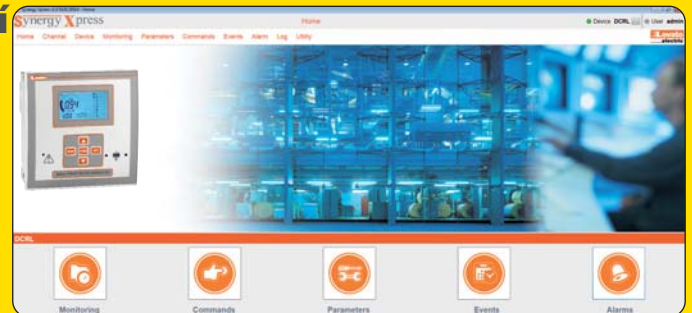 í
Synergy Xpress
Home
Device DCRL
User admin
Home Channel Device Monitoring Parameters Commands Events Alarm Log Utility
Lovato
electric
DCRL
Monitoring
Commands
Parameters
Events
Alarms